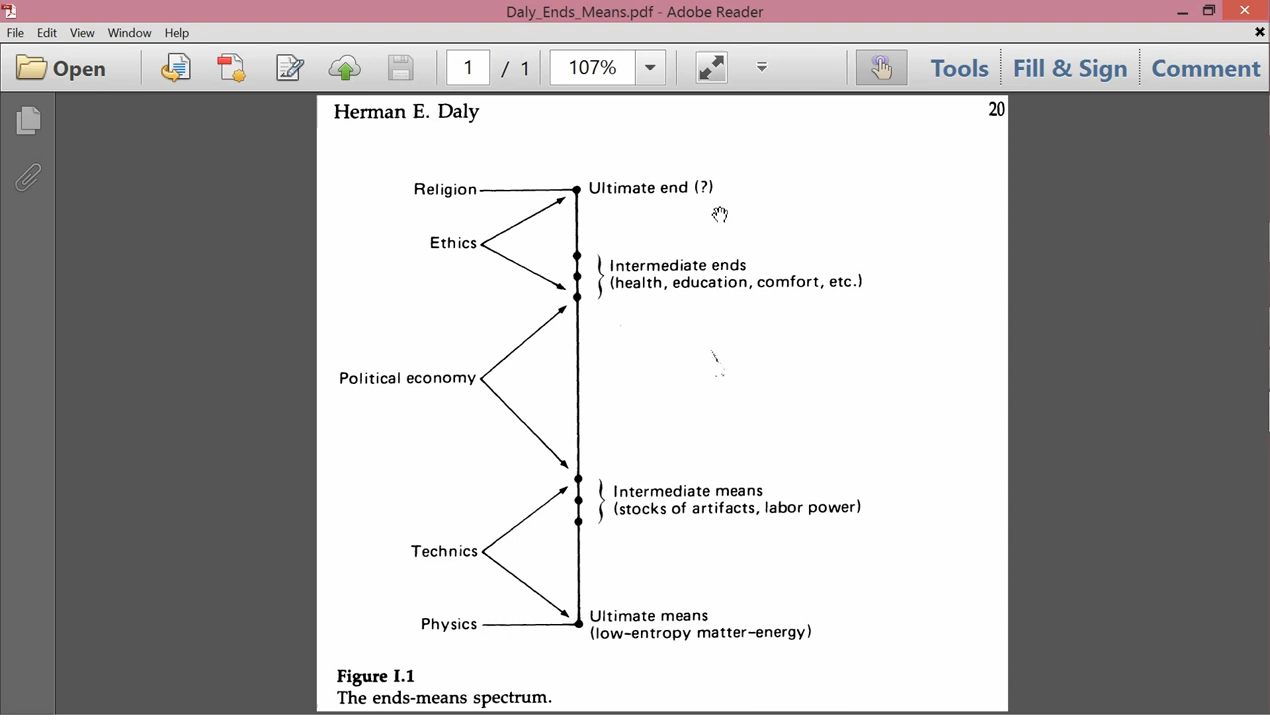 Daly_Ends_Means.pdf - Adobe Reader
File Edit View Window Help
Open 1 / 1 107% Tools Fill & Sign Comment
Herman E. Daly 20
Religion Ultimate end (?)
Ethics
Intermediate ends
(health, education, comfort, etc.)
Political economy
Intermediate means
(stocks of artifacts, labor power)
Technics
Physics Ultimate means
(low-entropy matter-energy)
Figure I.1
The ends-means spectrum.